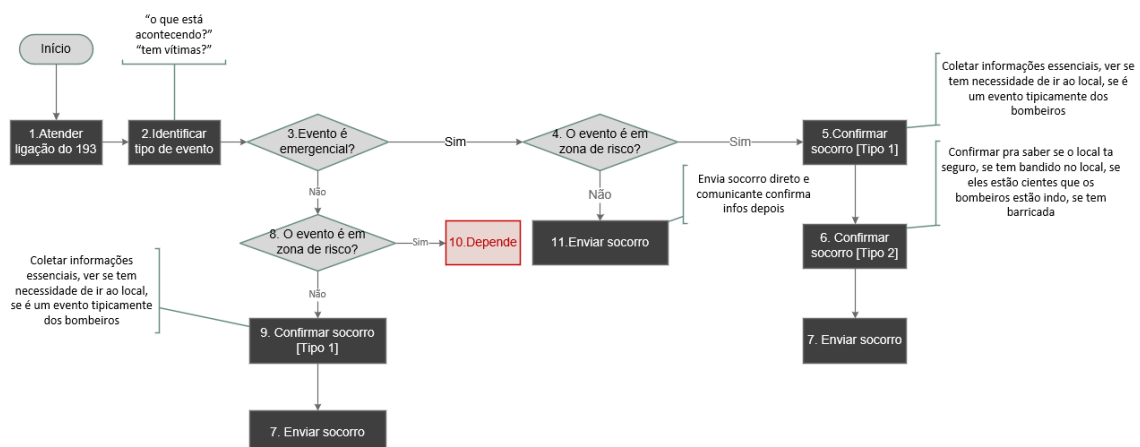 “o que está
acontecendo?”
“tem vítimas?”
Início
Coletar informações essenciais, ver se
tem necessidade de ir ao local, se é
um evento tipicamente dos
bombeiros
1.Atender
ligação do 193
2.Identificar
tipo de evento
3.Evento é
emergencial?
Sim
4. O evento é em
zona de risco?
Sim
5.Confirmar
socorro [Tipo 1]
Confirmar pra saber se o local ta
seguro, se tem bandido no local, se
eles estão cientes que os
bombeiros estão indo, se tem
barricada
Não
Não
Envia socorro direto e
comunicante confirma
infos depois
8. O evento é em
zona de risco?
Sim
10.Depende
11.Enviar socorro
6. Confirmar
socorro [Tipo 2]
Coletar informações
essenciais, ver se tem
necessidade de ir ao local,
se é um evento tipicamente
dos bombeiros
Não
9. Confirmar socorro
[Tipo 1]
7. Enviar socorro
7. Enviar socorro